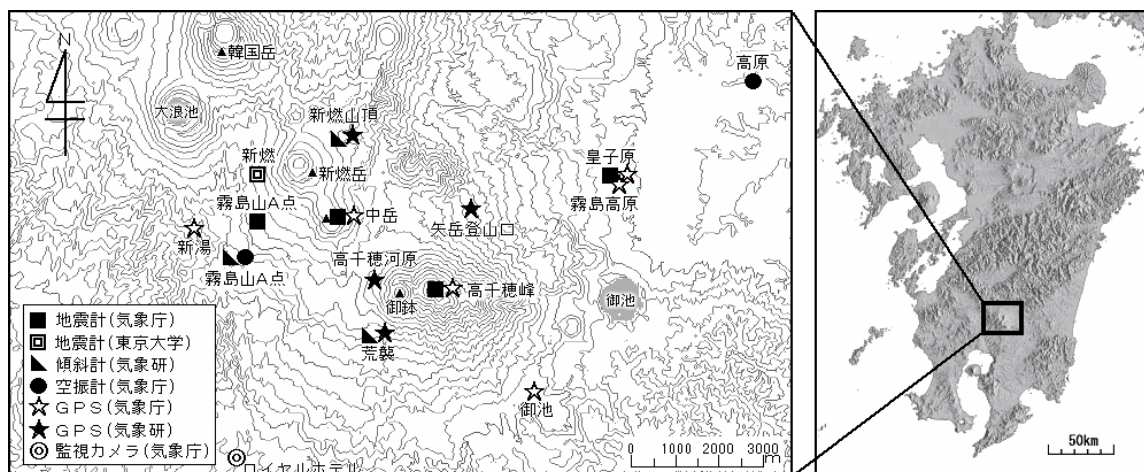 N
韓国岳
高原
大浪池
新燃山頂
新燃
新燃岳
皇子原
霧島高原
霧島山A点
中岳
矢岳登山口
新湯
霧島山A点
高千穂河原
御鉢
高千穂峰
御池
荒襲
御池
地震計(気象庁)
地震計(東京大学)
傾斜計(気象研)
空振計(気象庁)
GPS(気象庁)
GPS(気象研)
監視カメラ(気象庁)
ロイヤルホテル
0 1000 2000 3000
m
50km